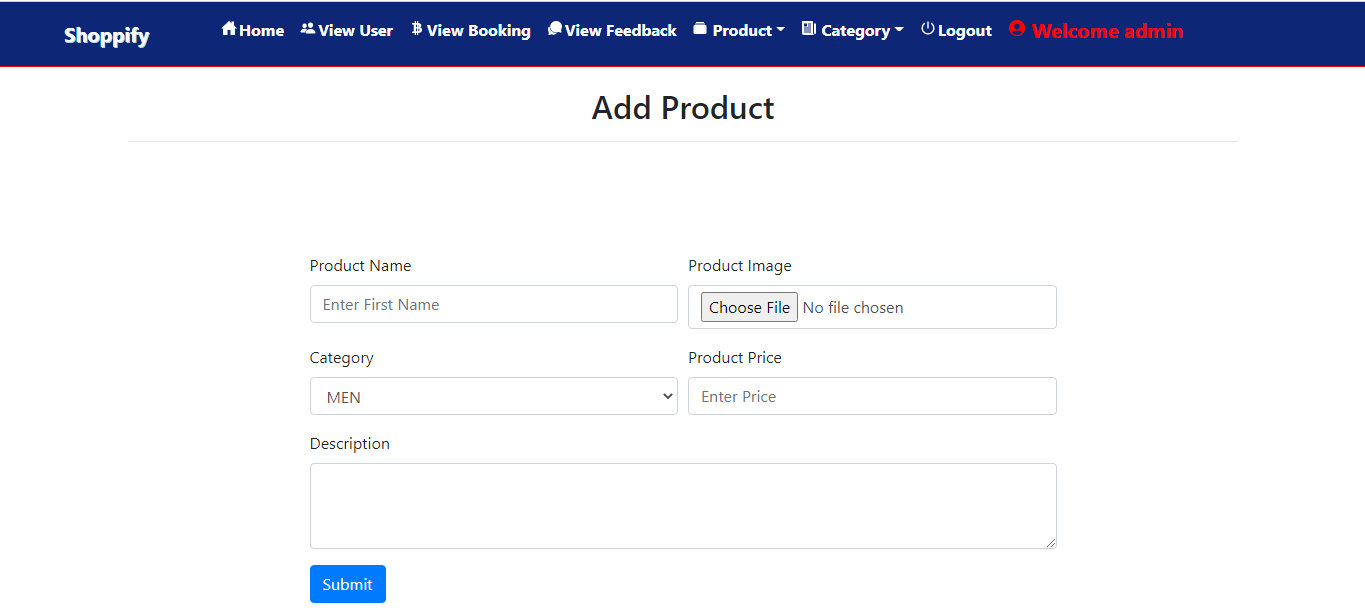 Shoppify Home View User View Booking View Feedback Product Category Logout Welcome admin
Add Product
Product Name Product Image
Enter First Name Choose File No file chosen
Category Product Price
MEN Enter Price
Description
Submit